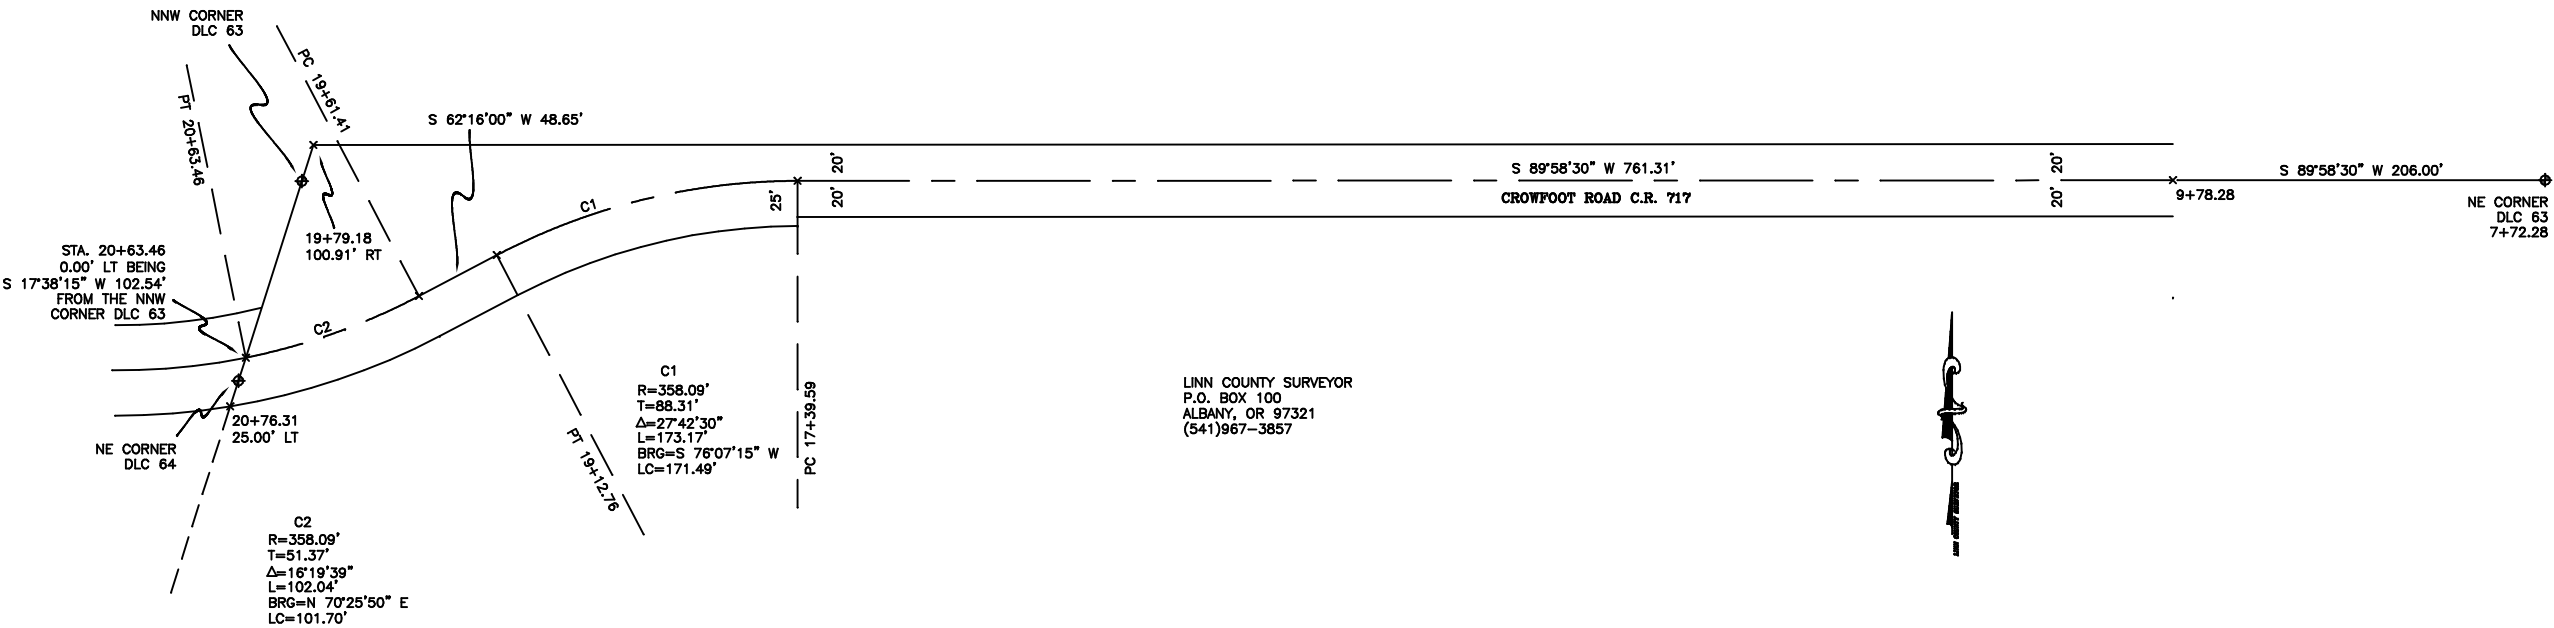 NNW CORNER
DLC 63
PC 19+61.41
PT 20+63.46
S 62°16'00" W 48.65'
20'
20'
25'
S 89°58'30" W 761.31'
CROWFOOT ROAD C.R. 717
20'
20'
9+78.28
S 89°58'30" W 206.00'
NE CORNER
DLC 63
7+72.28
C1
19+79.18
100.91' RT
STA. 20+63.46
0.00' LT BEING
S 17°38'15" W 102.54'
FROM THE NNW
CORNER DLC 63
C2
20+76.31
25.00' LT
NE CORNER
DLC 64
C1
R=358.09'
T=88.31'
Δ=27°42'30"
L=173.17'
BRG=S 76°07'15" W
LC=171.49'
PC 17+39.59
PT 19+12.76
LINN COUNTY SURVEYOR
P.O. BOX 100
ALBANY, OR 97321
(541)967-3857
C2
R=358.09'
T=51.37'
Δ=16°19'39"
L=102.04'
BRG=N 70°25'50" E
LC=101.70'